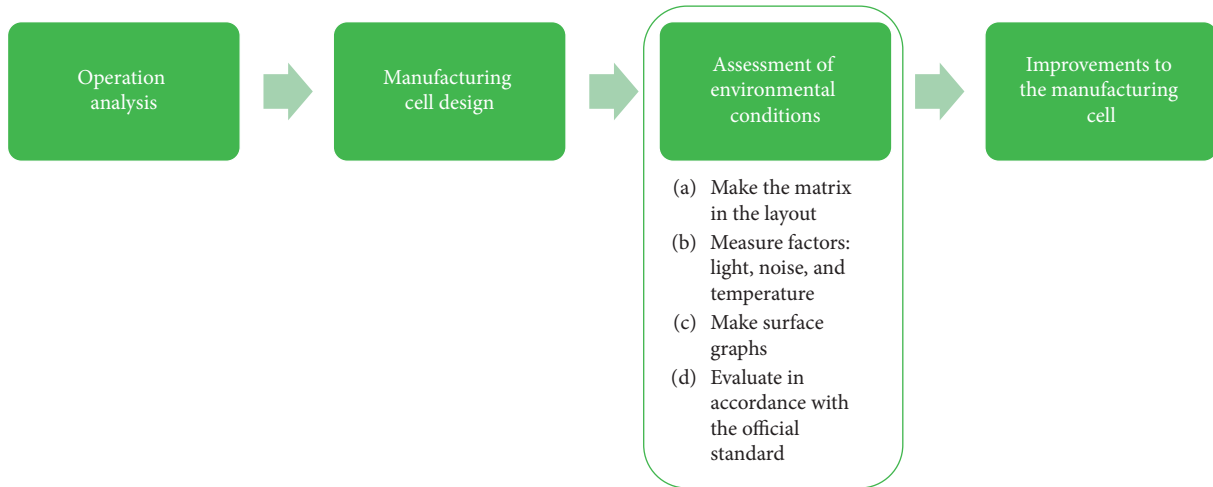 Operation
analysis
Manufacturing
cell design
Assessment of
environmental
conditions
(a) Make the matrix
in the layout
(b) Measure factors:
light, noise, and
temperature
(c) Make surface
graphs
(d) Evaluate in
accordance with
the official
standard
Improvements to
the manufacturing
cell